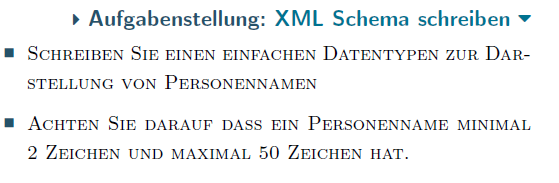 Aufgabenstellung: XML Schema schreiben
Schreiben Sie einen einfachen Datentypen zur Dar-
stellung von Personennamen
Achten Sie darauf dass ein Personenname minimal
2 Zeichen und maximal 50 Zeichen hat.